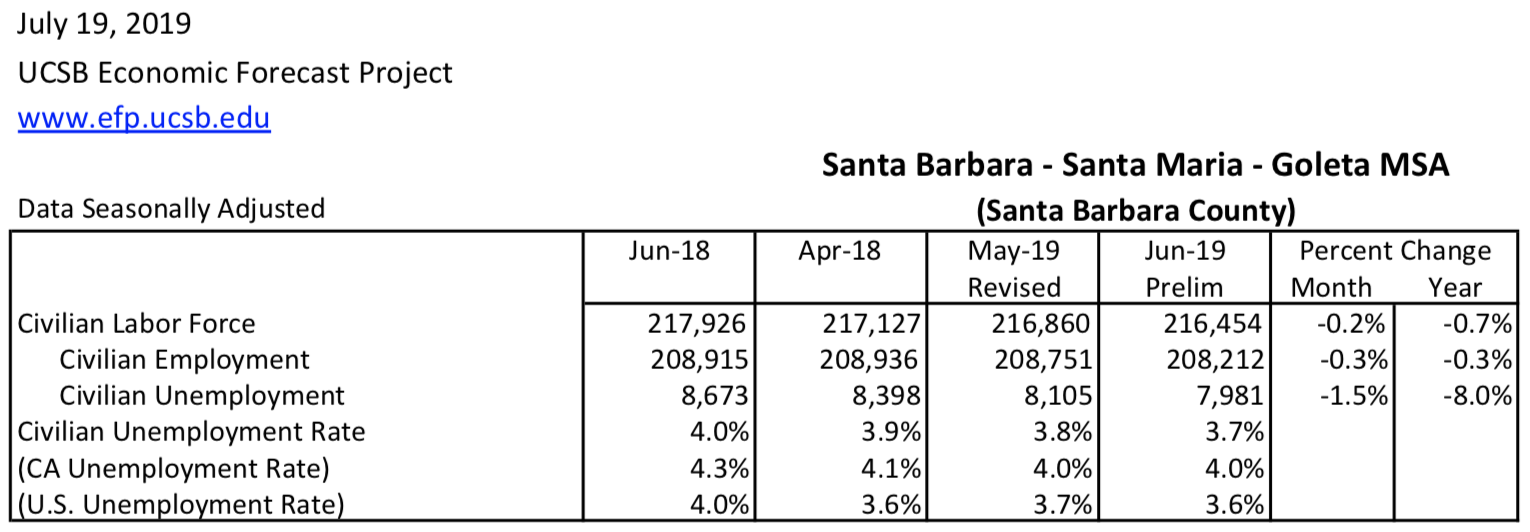 July 19, 2019
UCSB Economic Forecast Project
www.efp.ucsb.edu
Santa Barbara - Santa Maria - Goleta MSA
Data Seasonally Adjusted (Santa Barbara County)
Jun-18 Apr-18 May-19 Jun-19 Percent Change
Revised Prelim Month Year
Civilian Labor Force 217,926 217,127 216,860 216,454 -0.2% -0.7%
Civilian Employment 208,915 208,936 208,751 208,212 -0.3% -0.3%
Civilian Unemployment 8,673 8,398 8,105 7,981 -1.5% -8.0%
Civilian Unemployment Rate 4.0% 3.9% 3.8% 3.7%
(CA Unemployment Rate) 4.3% 4.1% 4.0% 4.0%
(U.S. Unemployment Rate) 4.0% 3.6% 3.7% 3.6%